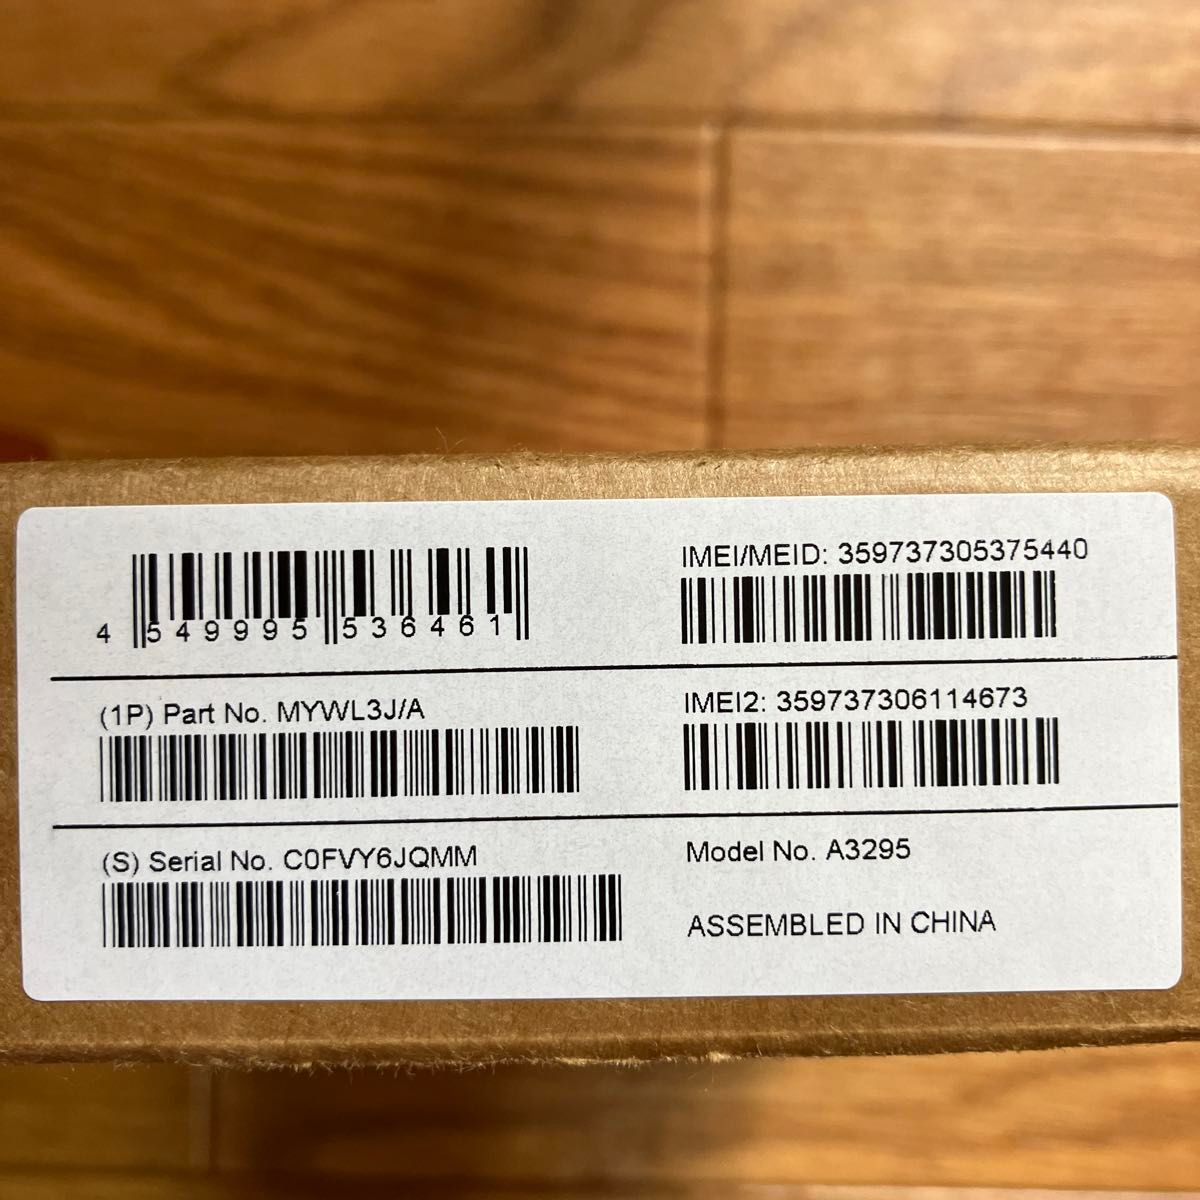 4 549995 536461
IMEI/MEID: 359737305375440
(1P) Part No. MYWL3J/A
IMEI2: 359737306114673
(S) Serial No. C0FVY6JQMM
Model No. A3295
ASSEMBLED IN CHINA